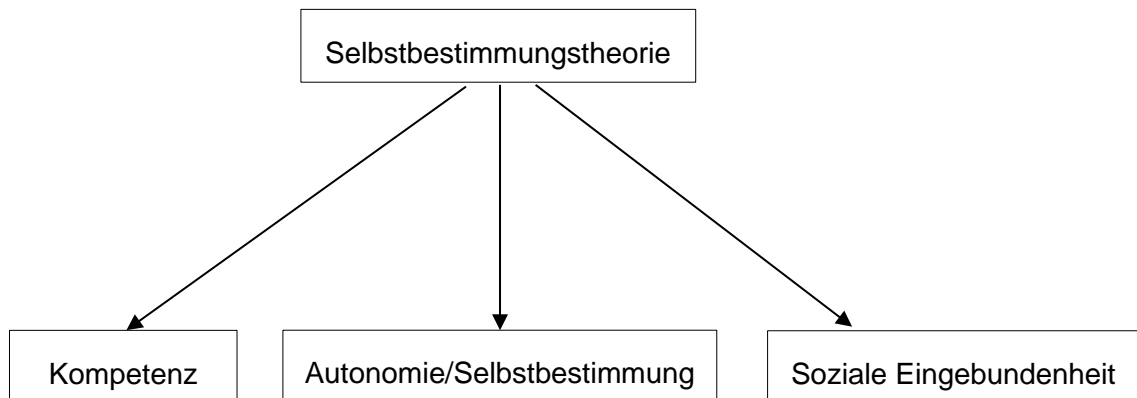 Selbstbestimmungstheorie
Kompetenz
Autonomie/Selbstbestimmung
Soziale Eingebundenheit